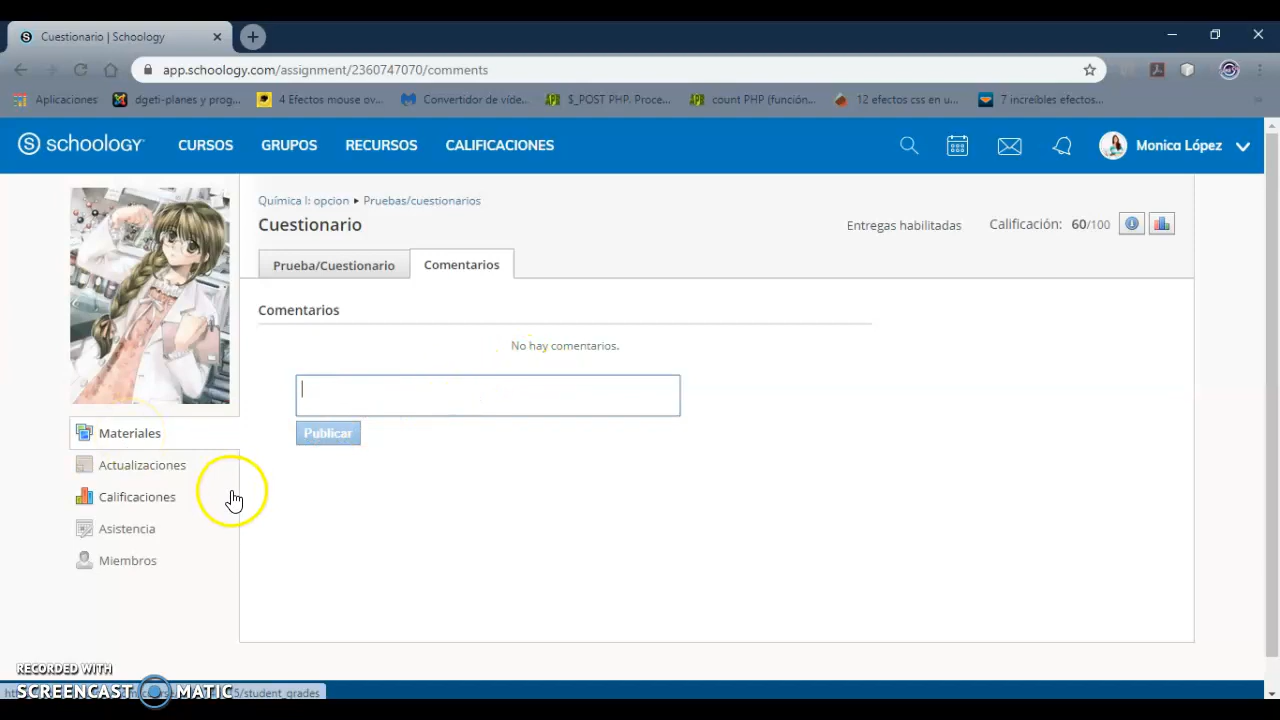 Cuestionario | Schoology
app.schoology.com/assignment/2360747070/comments
Aplicaciones
dgeti-planes y prog...
4 Efectos mouse ov...
Convertidor de víde...
$_POST PHP. Proce...
count PHP (función...
12 efectos css en u...
7 increíbles efectos...
S schoology
CURSOS
GRUPOS
RECURSOS
CALIFICACIONES
Monica López
Química I: opcion ▸ Pruebas/cuestionarios
Cuestionario
Entregas habilitadas
Calificación: 60/100
Prueba/Cuestionario
Comentarios
Comentarios
No hay comentarios.
Publicar
Materiales
Actualizaciones
Calificaciones
Asistencia
Miembros
RECORDED WITH
SCREENCAST MATIC
5/student_grades